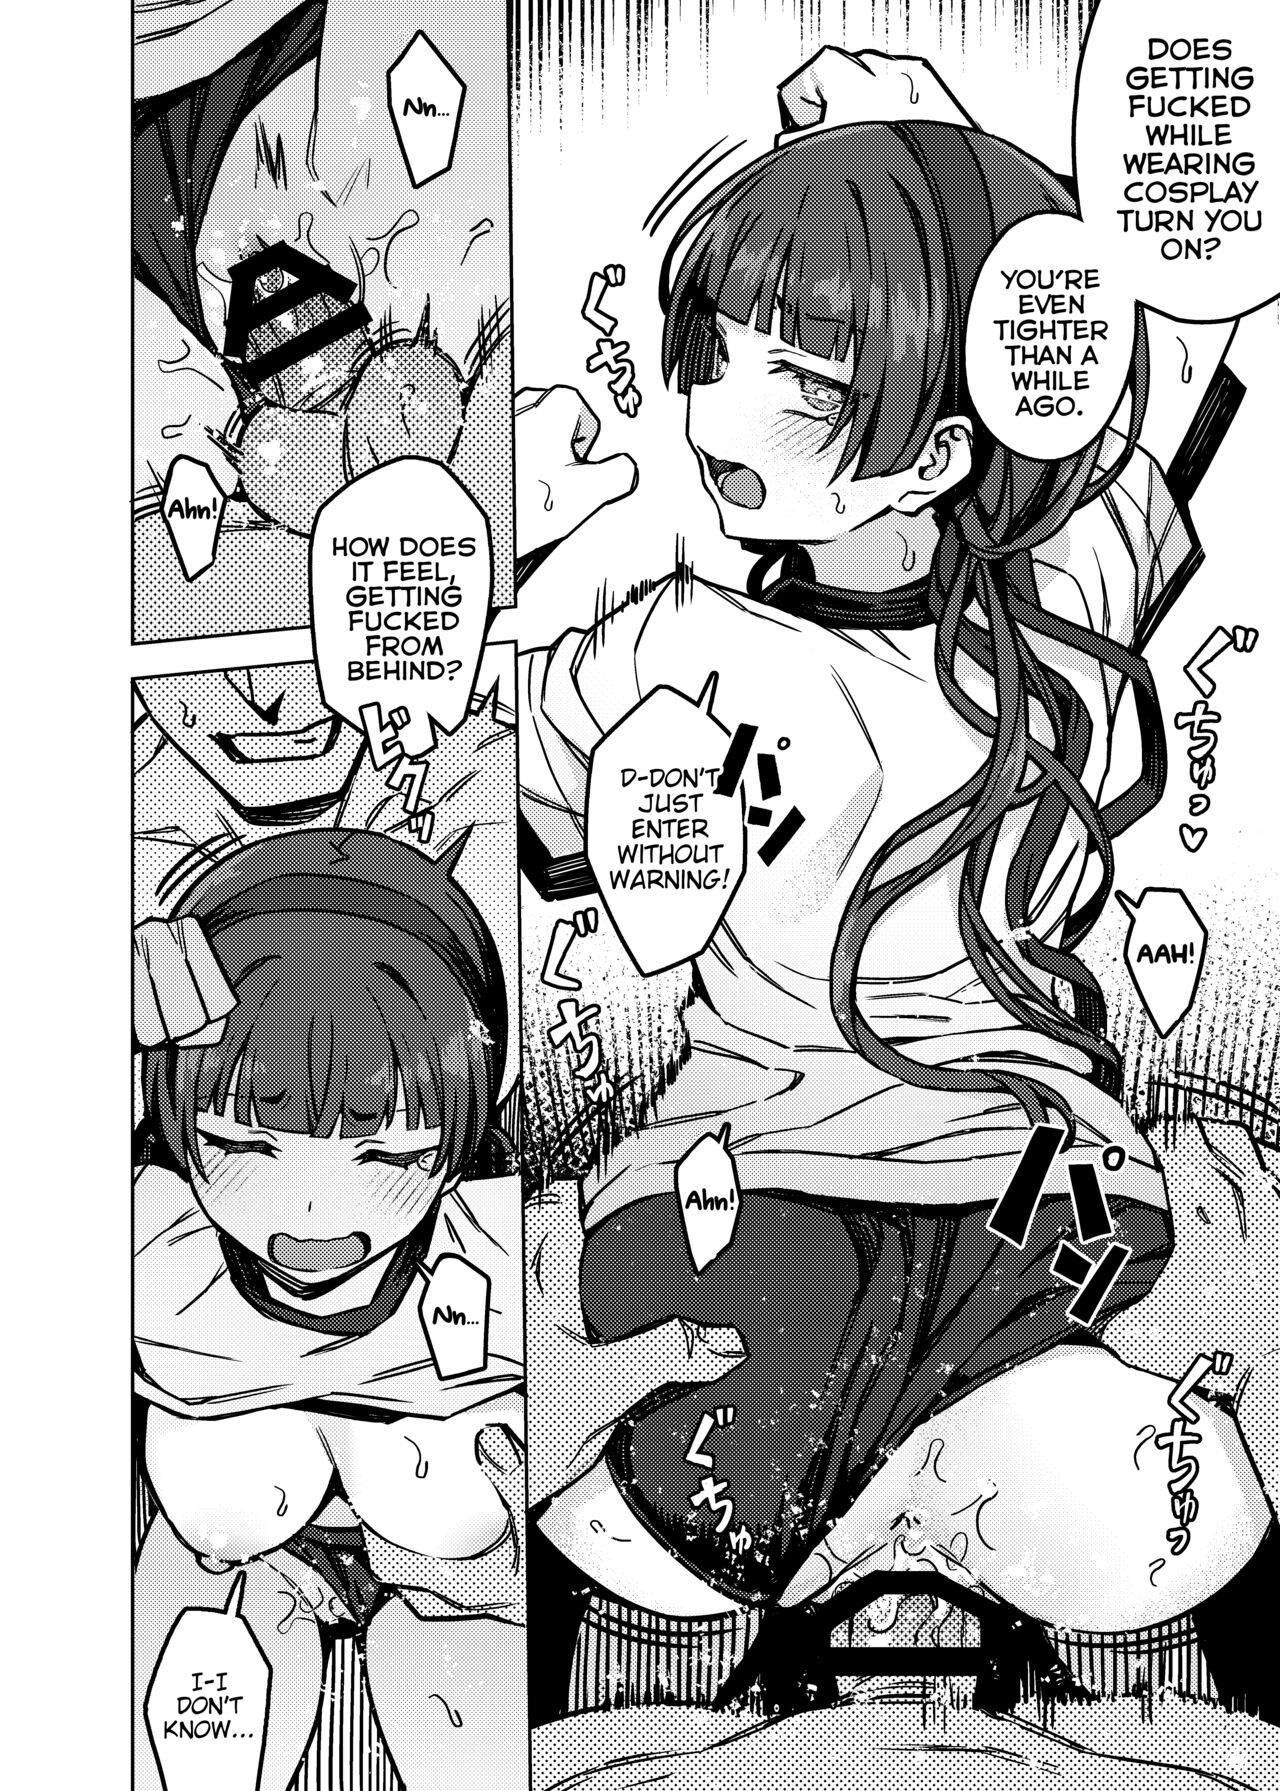 DOES
GETTING
FUCKED
WHILE
WEARING
COSPLAY
TURN YOU
ON?
YOU'RE
EVEN
TIGHTER
THAN A
WHILE
AGO.
ぐちゅ
D-DON'T
JUST
ENTER
WITHOUT
WARNING!
パン
ぐちゅっ♡
AAH!
ぐちゅ
Ahn!
パン
ぐちゅ
ぐちゅっ
Nn...
Ahn!
HOW DOES
IT FEEL,
GETTING
FUCKED
FROM
BEHIND?
ビクッ
Nn...
I-I
DON'T
KNOW...